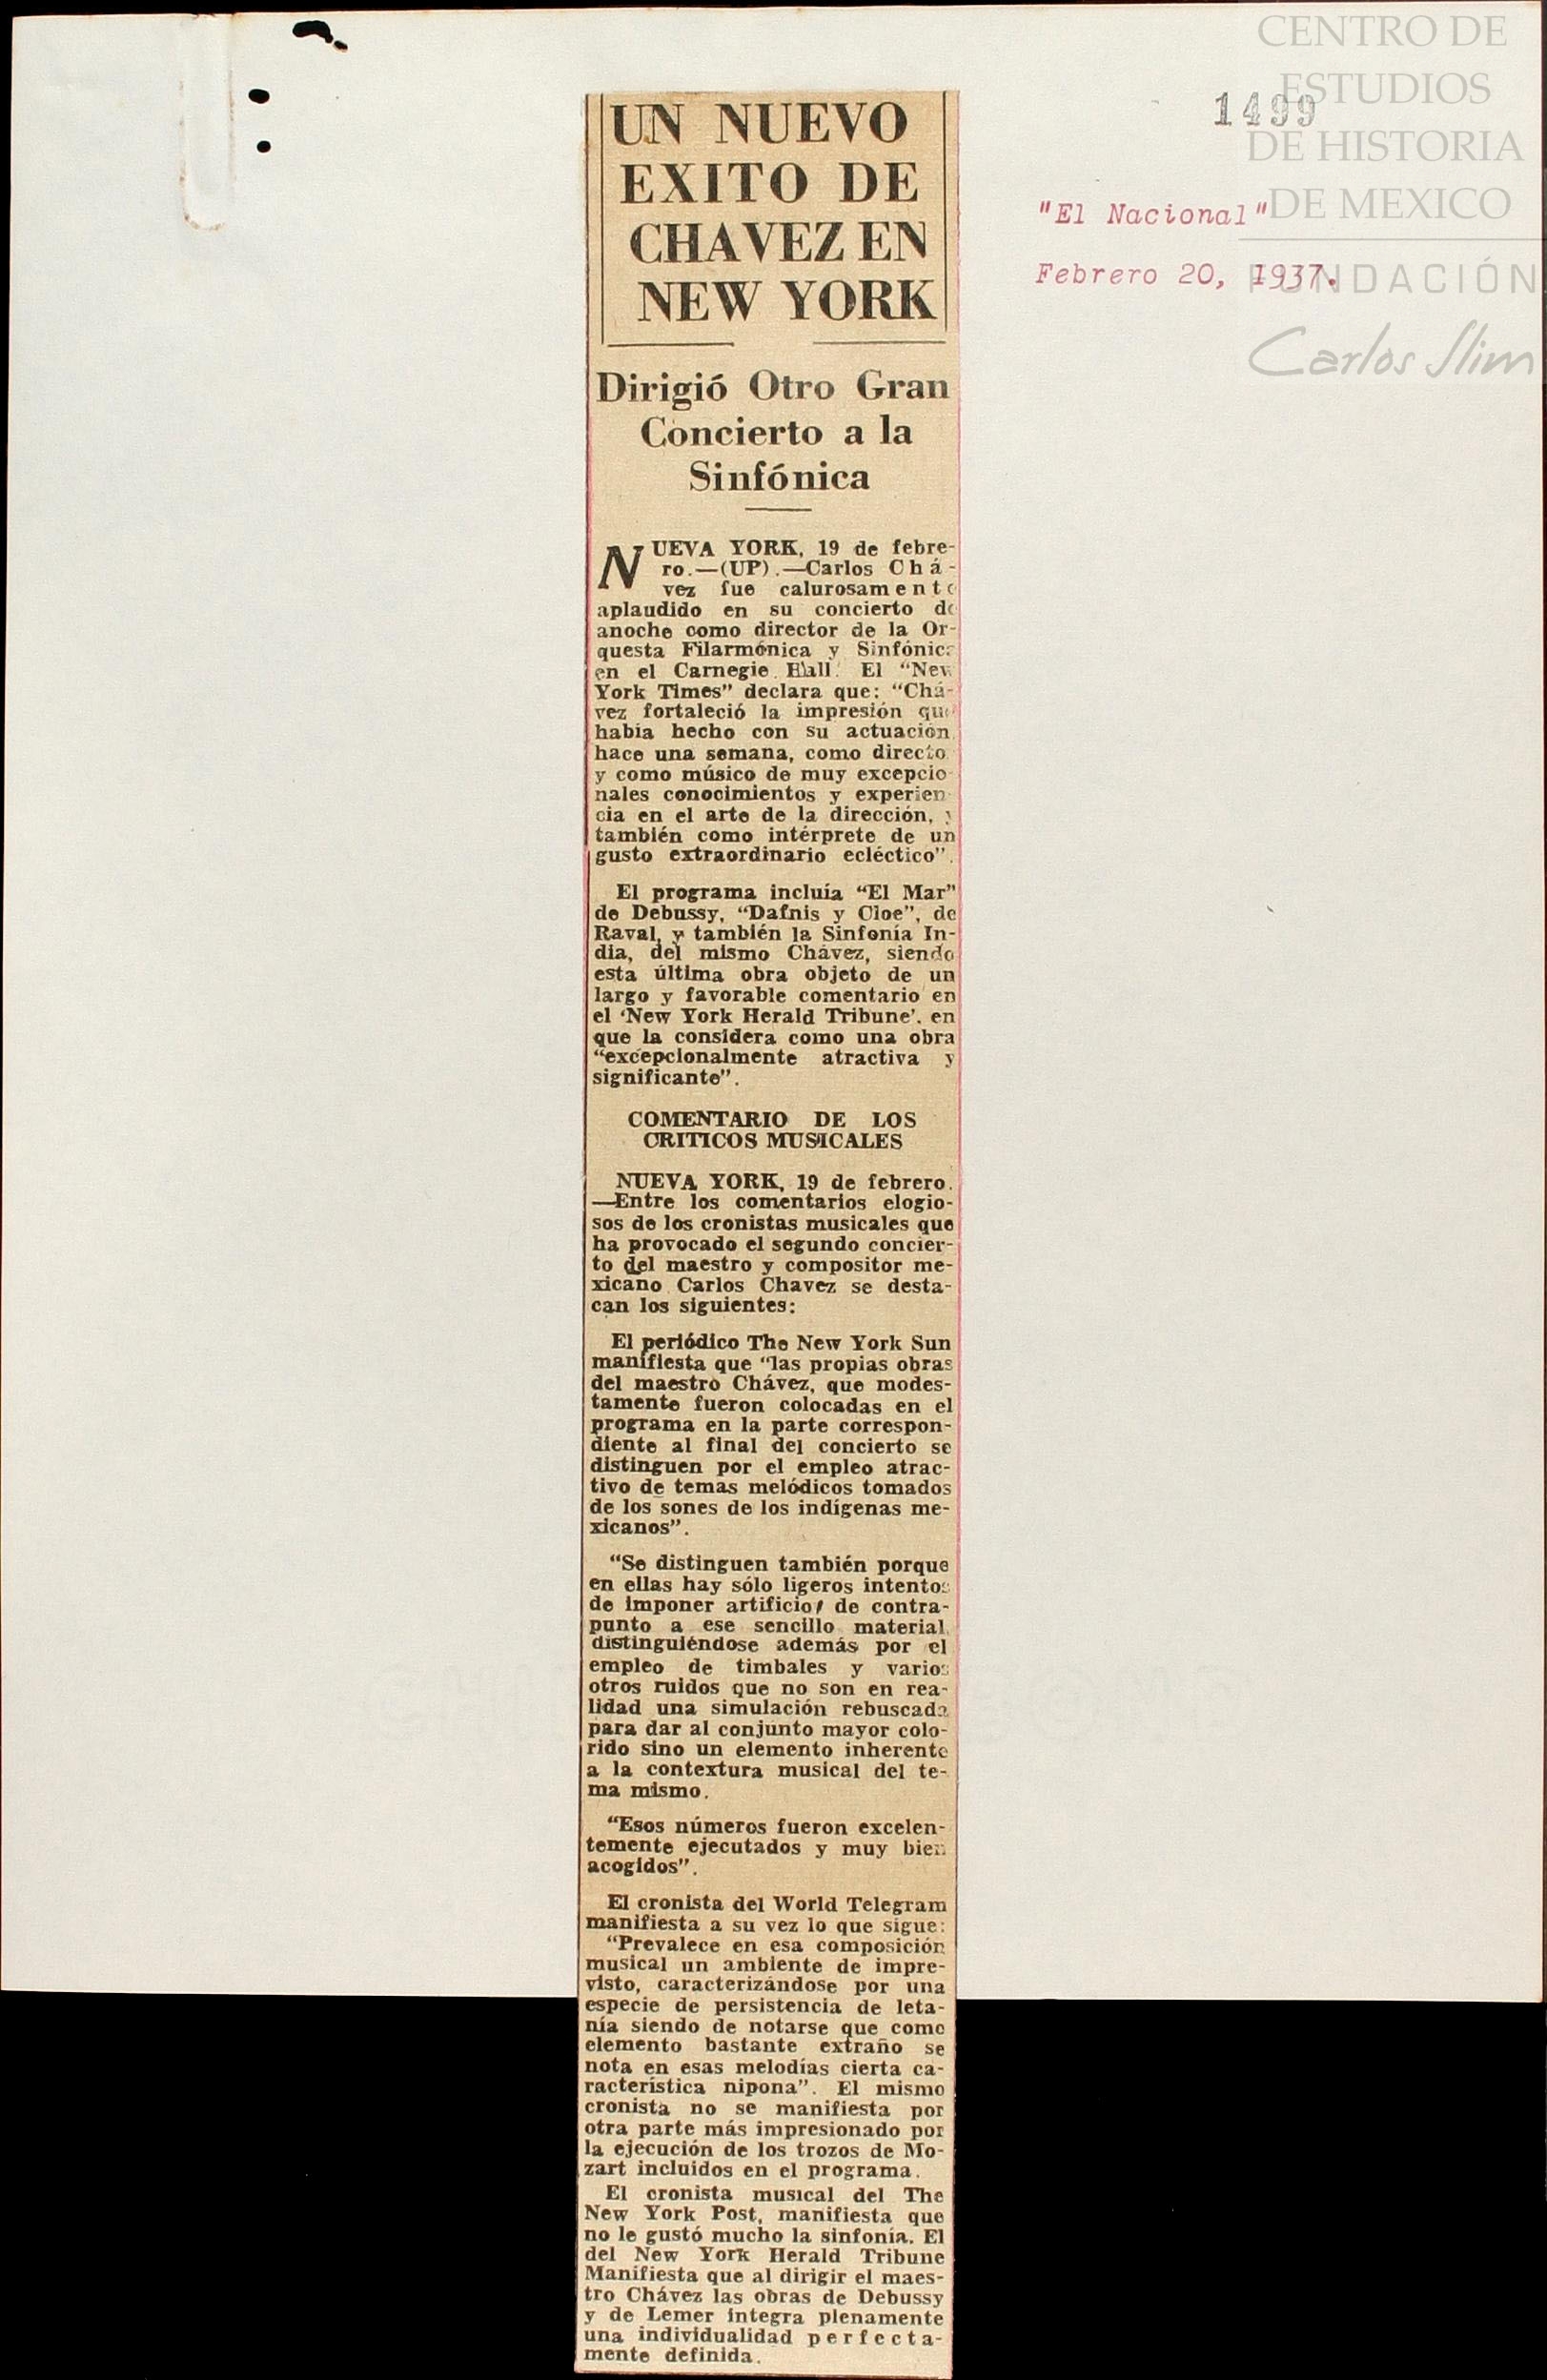 CENTRO DE
ESTUDIOS
DE HISTORIA
DE MEXICO
FUNDACIÓN
Carlos Slim
1499
"El Nacional"
Febrero 20, 1937.
UN NUEVO
EXITO DE
CHAVEZ EN
NEW YORK
Dirigió Otro Gran
Concierto a la
Sinfónica
NUEVA YORK, 19 de febre-
ro.—(UP).—Carlos Chá-
vez fue calurosamente
aplaudido en su concierto de
anoche como director de la Or-
questa Filarmónica y Sinfónica
en el Carnegie Hall. El "New
York Times" declara que: "Chá-
vez fortaleció la impresión que
había hecho con su actuación
hace una semana, como directo
y como músico de muy excepcio-
nales conocimientos y experien-
cia en el arte de la dirección, y
también como intérprete de un
gusto extraordinario ecléctico".
El programa incluía "El Mar"
de Debussy, "Dafnis y Cloe", de
Raval, y también la Sinfonía In-
dia, del mismo Chávez, siendo
esta última obra objeto de un
largo y favorable comentario en
el 'New York Herald Tribune', en
que la considera como una obra
"excepcionalmente atractiva y
significante".
COMENTARIO DE LOS
CRITICOS MUSICALES
NUEVA YORK, 19 de febrero.
—Entre los comentarios elogio-
sos de los cronistas musicales que
ha provocado el segundo concier-
to del maestro y compositor me-
xicano Carlos Chavez se desta-
can los siguientes:
El periódico The New York Sun
manifiesta que "las propias obras
del maestro Chávez, que modes-
tamente fueron colocadas en el
programa en la parte correspon-
diente al final del concierto se
distinguen por el empleo atrac-
tivo de temas melódicos tomados
de los sones de los indígenas me-
xicanos".
"Se distinguen también porque
en ellas hay sólo ligeros intentos
de imponer artificios de contra-
punto a ese sencillo material
distinguiéndose además por el
empleo de timbales y varios
otros ruidos que no son en rea-
lidad una simulación rebuscada
para dar al conjunto mayor colo-
rido sino un elemento inherente
a la contextura musical del te-
ma mismo.
"Esos números fueron excelen-
temente ejecutados y muy bien
acogidos".
El cronista del World Telegram
manifiesta a su vez lo que sigue:
"Prevalece en esa composición
musical un ambiente de impre-
visto, caracterizándose por una
especie de persistencia de leta-
nía siendo de notarse que como
elemento bastante extraño se
nota en esas melodías cierta ca-
racterística nipona". El mismo
cronista no se manifiesta por
otra parte más impresionado por
la ejecución de los trozos de Mo-
zart incluidos en el programa.
El cronista musical del The
New York Post, manifiesta que
no le gustó mucho la sinfonía. El
del New York Herald Tribune
Manifiesta que al dirigir el maes-
tro Chávez las obras de Debussy
y de Lemer integra plenamente
una individualidad perfecta-
mente definida.